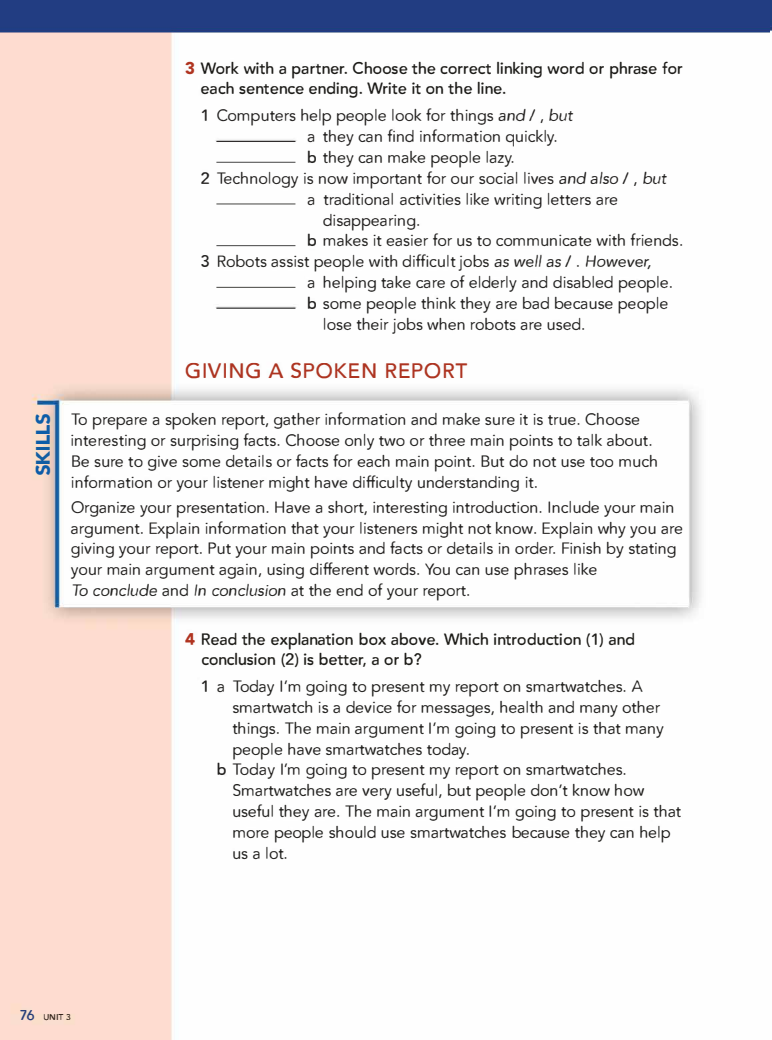 3 Work with a partner. Choose the correct linking word or phrase for
each sentence ending. Write it on the line.
1 Computers help people look for things and / , but
__________ a they can find information quickly.
__________ b they can make people lazy.
2 Technology is now important for our social lives and also / , but
__________ a traditional activities like writing letters are
disappearing.
__________ b makes it easier for us to communicate with friends.
3 Robots assist people with difficult jobs as well as / . However,
__________ a helping take care of elderly and disabled people.
__________ b some people think they are bad because people
lose their jobs when robots are used.
GIVING A SPOKEN REPORT
SKILLS
To prepare a spoken report, gather information and make sure it is true. Choose
interesting or surprising facts. Choose only two or three main points to talk about.
Be sure to give some details or facts for each main point. But do not use too much
information or your listener might have difficulty understanding it.
Organize your presentation. Have a short, interesting introduction. Include your main
argument. Explain information that your listeners might not know. Explain why you are
giving your report. Put your main points and facts or details in order. Finish by stating
your main argument again, using different words. You can use phrases like
To conclude and In conclusion at the end of your report.
4 Read the explanation box above. Which introduction (1) and
conclusion (2) is better, a or b?
1 a Today I'm going to present my report on smartwatches. A
smartwatch is a device for messages, health and many other
things. The main argument I'm going to present is that many
people have smartwatches today.
b Today I'm going to present my report on smartwatches.
Smartwatches are very useful, but people don't know how
useful they are. The main argument I'm going to present is that
more people should use smartwatches because they can help
us a lot.
76 UNIT 3